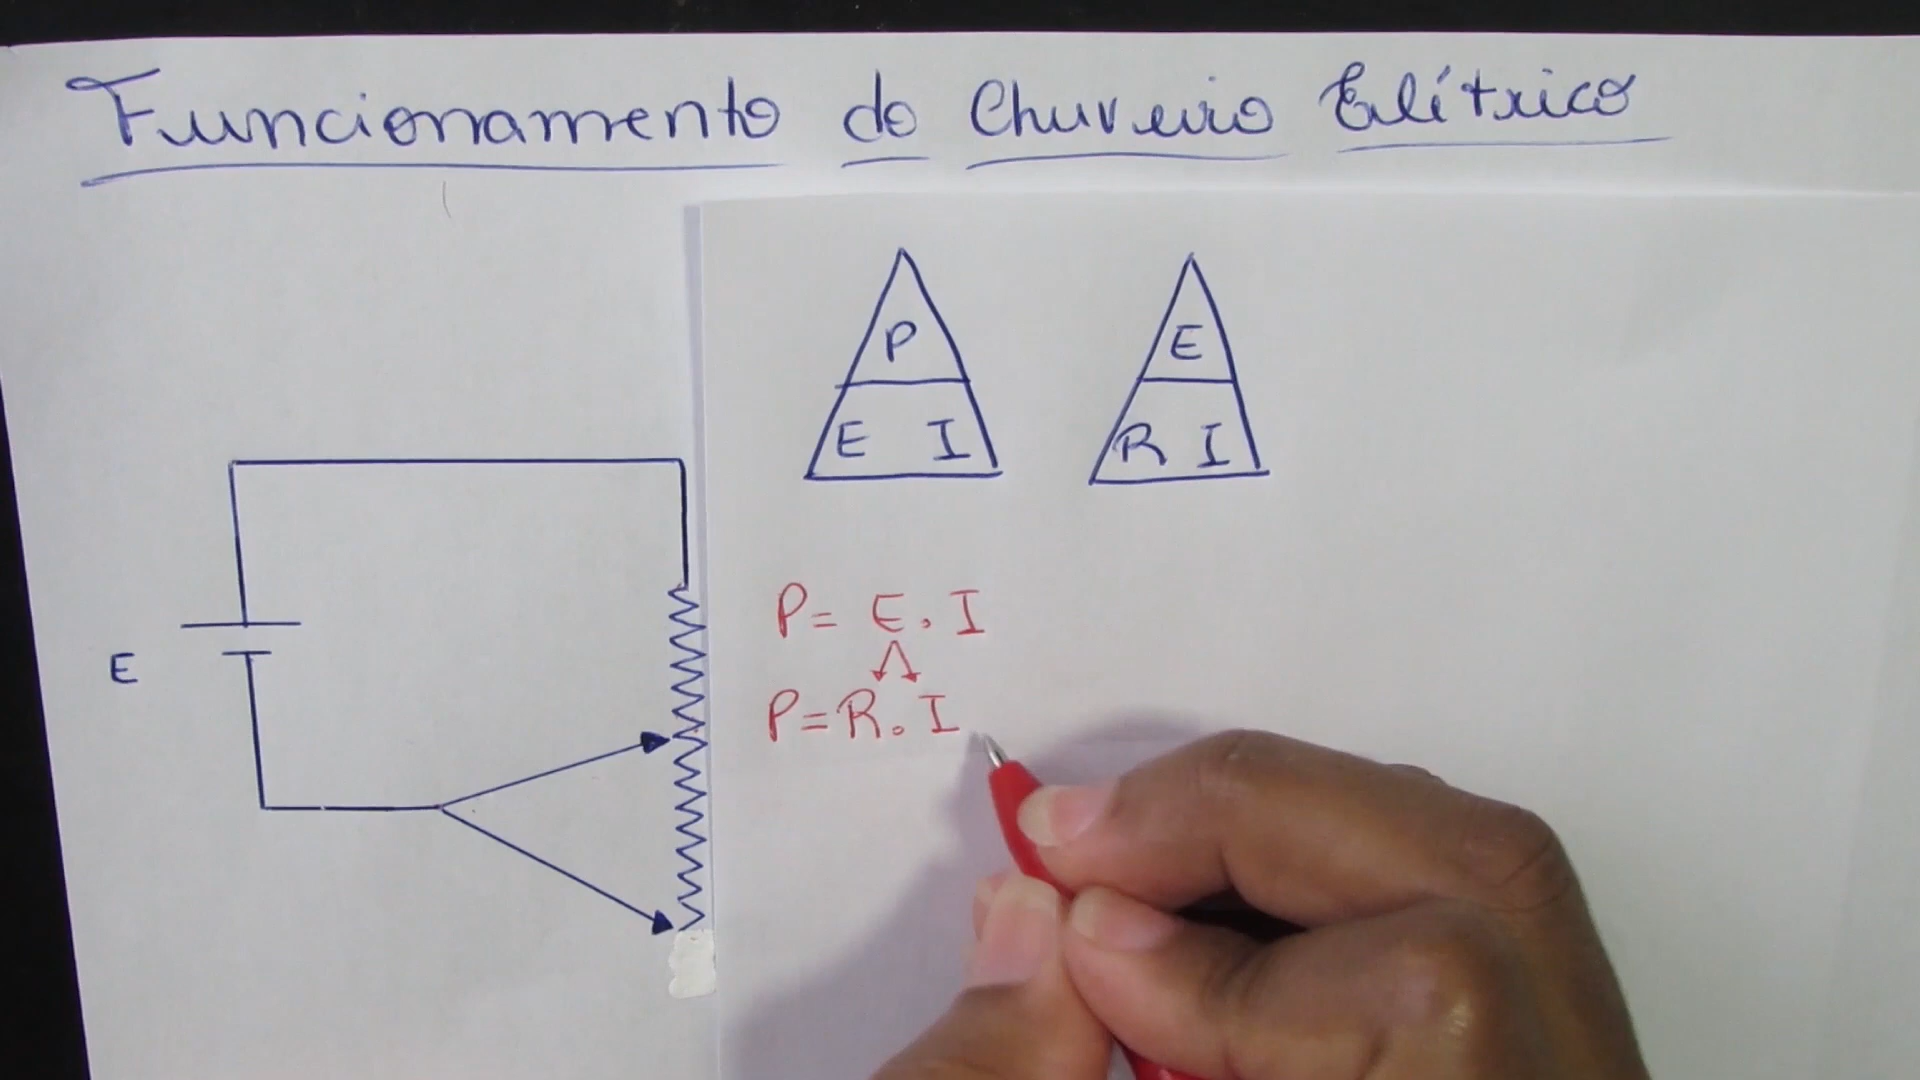 Funcionamento do Chuveiro Elétrico
P
E I
E
R I
E
P= E. I
P=R. I